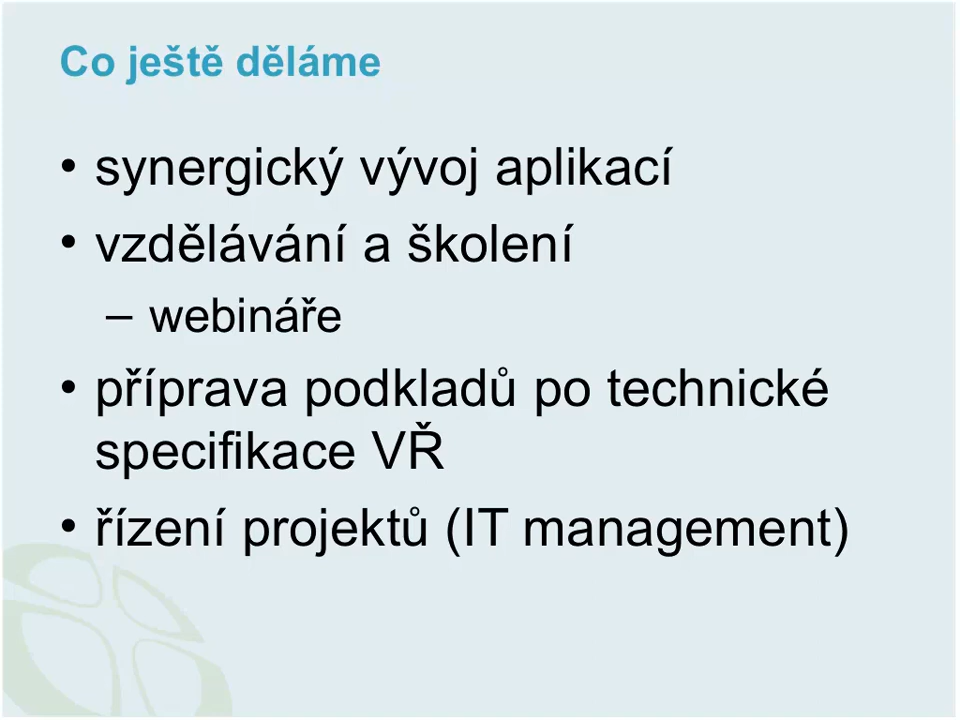 Co ještě děláme
• synergický vývoj aplikací
• vzdělávání a školení
– webináře
• příprava podkladů po technické
specifikace VŘ
• řízení projektů (IT management)